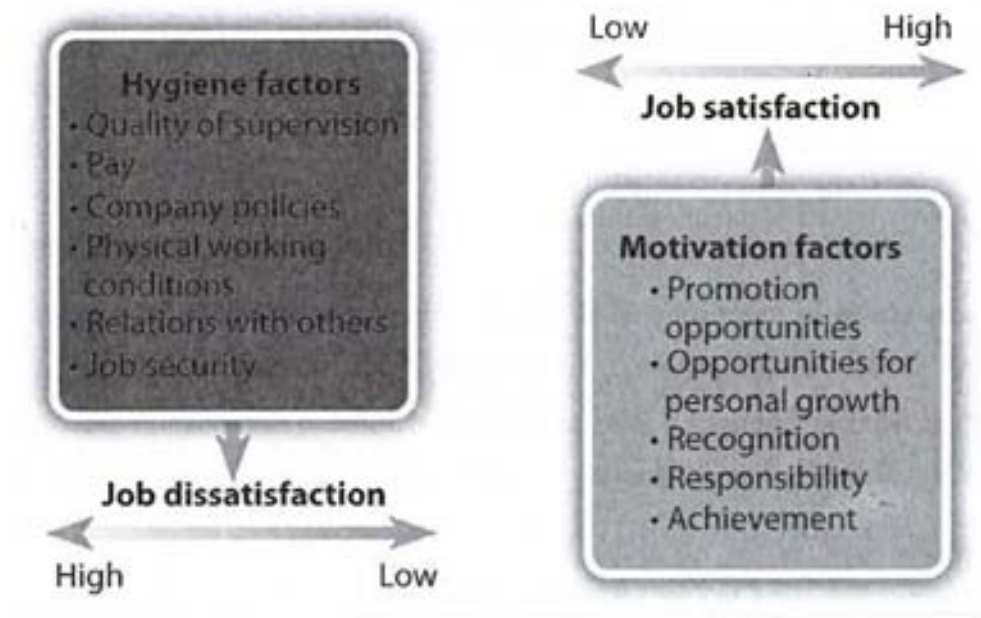 Hygiene factors
• Quality of supervision
• Pay
• Company policies
• Physical working
conditions
• Relations with others
• Job security
Job dissatisfaction
High Low
Low High
Job satisfaction
Motivation factors
• Promotion
opportunities
• Opportunities for
personal growth
• Recognition
• Responsibility
• Achievement